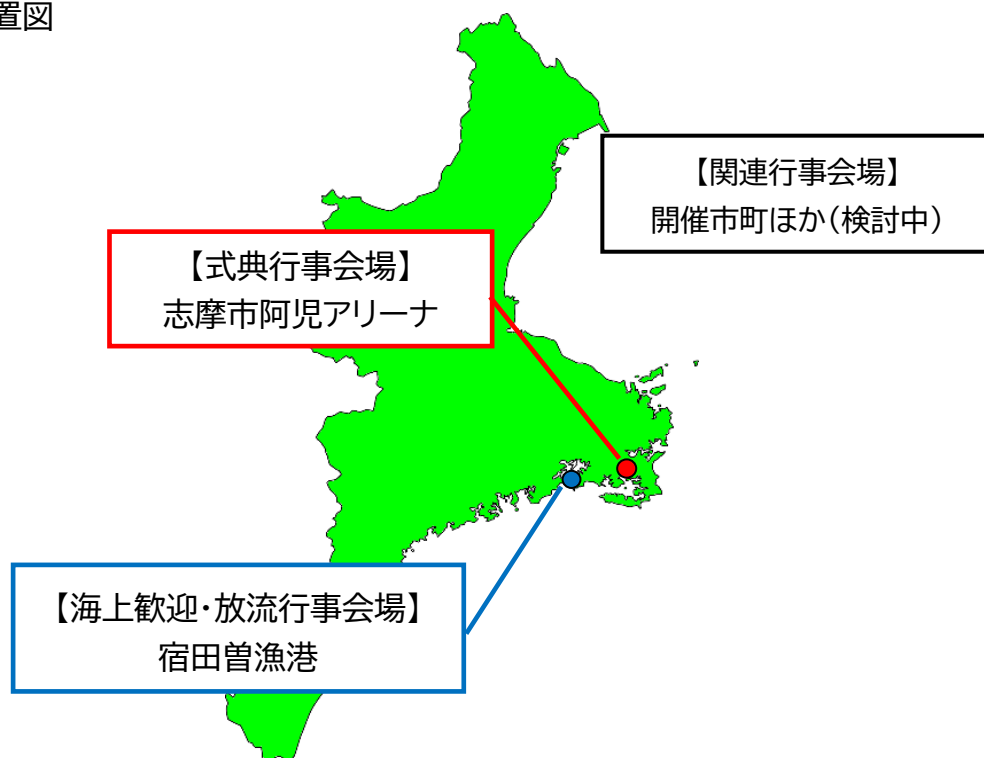 置図
【関連行事会場】
開催市町ほか(検討中)
【式典行事会場】
志摩市阿児アリーナ
【海上歓迎・放流行事会場】
宿田曽漁港